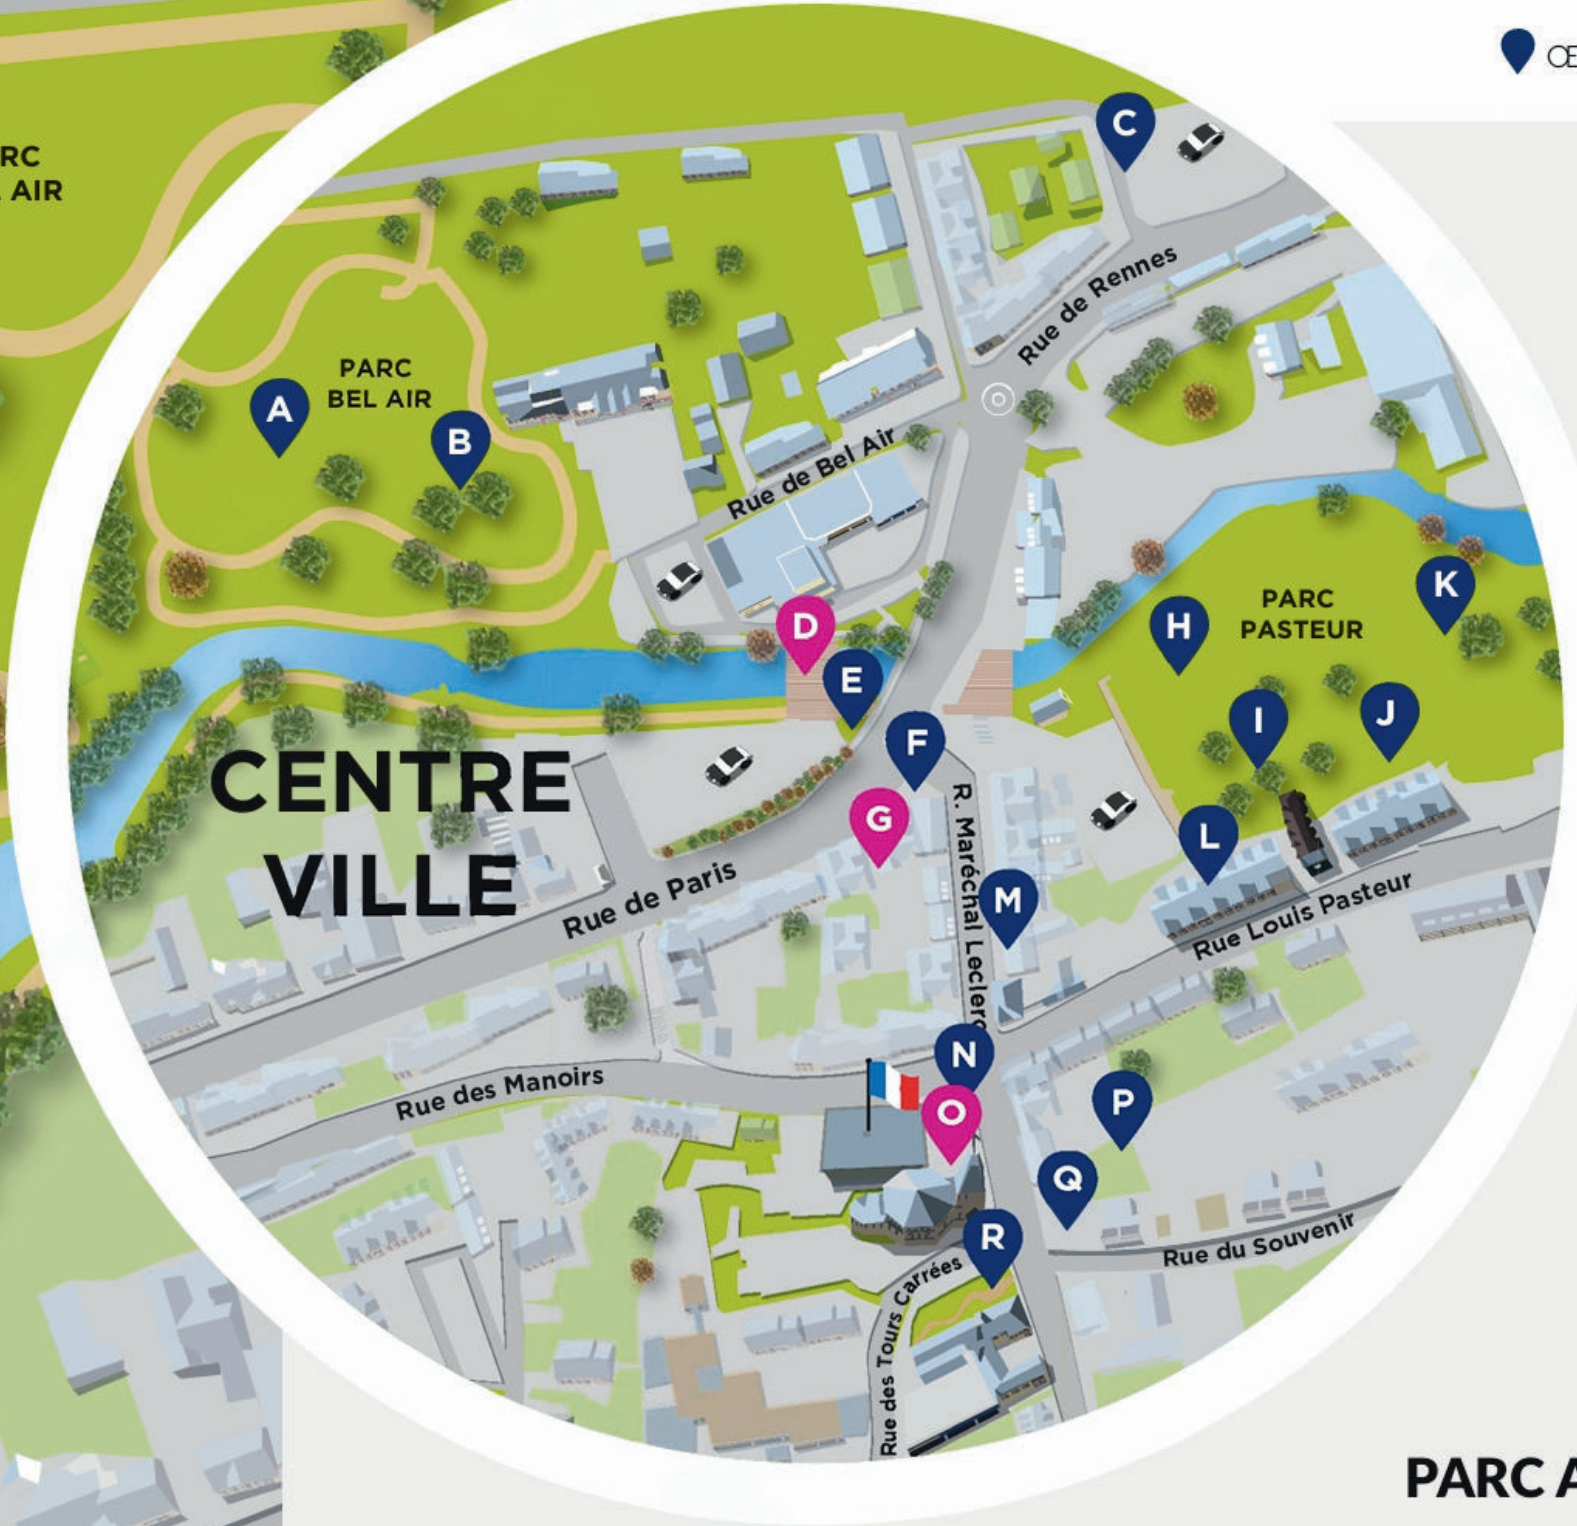 Œ
RC
AIR
C
Rue de Rennes
PARC
BEL AIR
A
B
Rue de Bel Air
D
E
F
G
H
PARC
PASTEUR
K
I
J
L
CENTRE
VILLE
Rue de Paris
R. Maréchal Leclerc
M
Rue Louis Pasteur
N
O
P
Q
R
Rue des Manoirs
Rue du Souvenir
Rue des Tours Carrées
PARC A